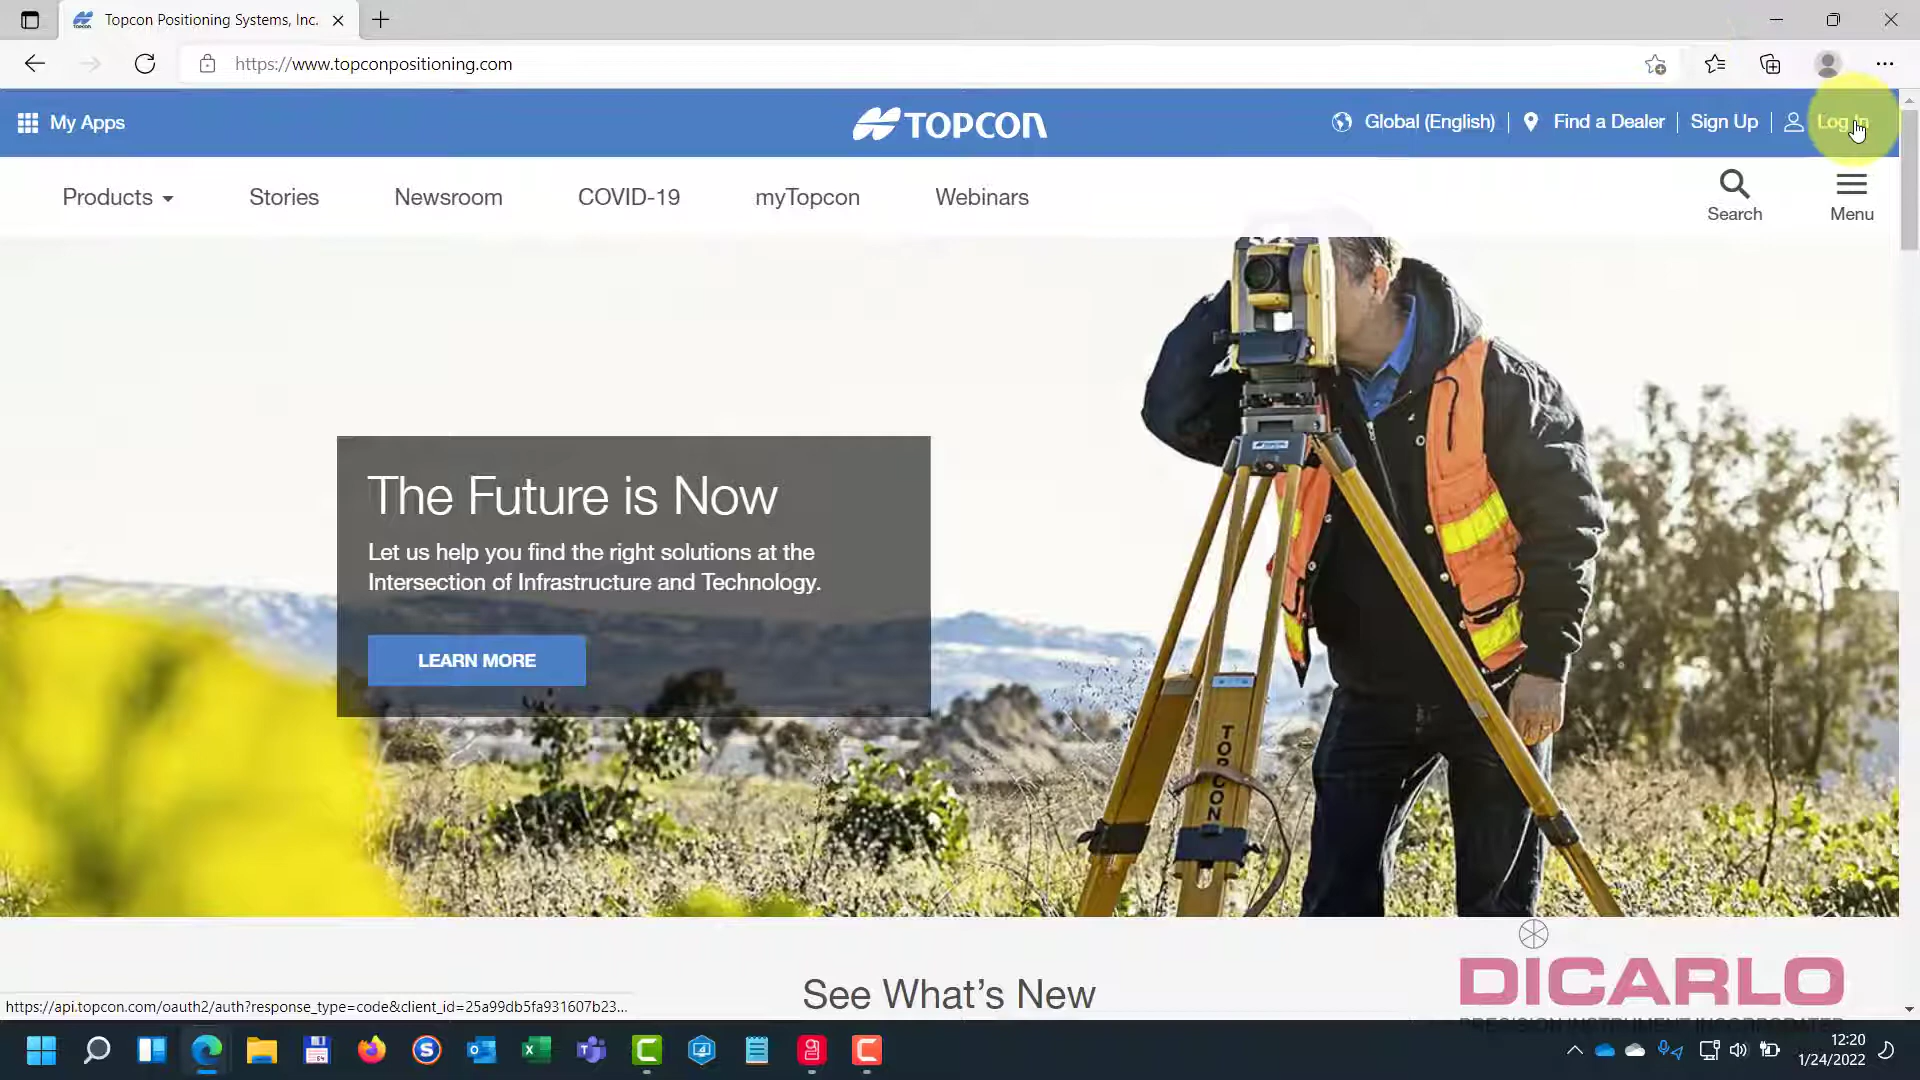 Topcon Positioning Systems, Inc.
https://www.topconpositioning.com
My Apps
TOPCON
Global (English)
Find a Dealer
Sign Up
Log In
Products
Stories
Newsroom
COVID-19
myTopcon
Webinars
Search
Menu
The Future is Now
Let us help you find the right solutions at the
Intersection of Infrastructure and Technology.
LEARN MORE
TOPCON
See What's New
DICARLO
PRECISION INSTRUMENT INCORPORATED
https://api.topcon.com/oauth2/auth?response_type=code&client_id=25a99db5fa931607b23...
12:20
1/24/2022